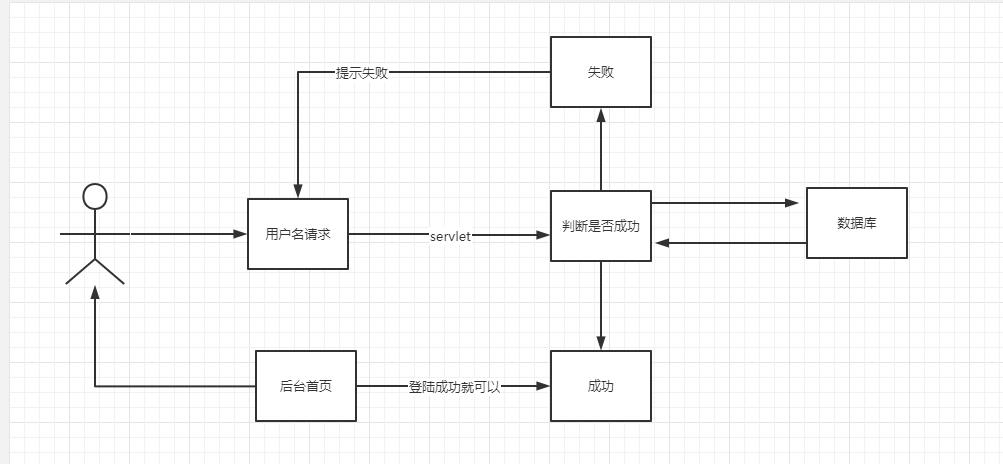 失败
提示失败
用户名请求
servlet
判断是否成功
数据库
后台首页
登陆成功就可以
成功